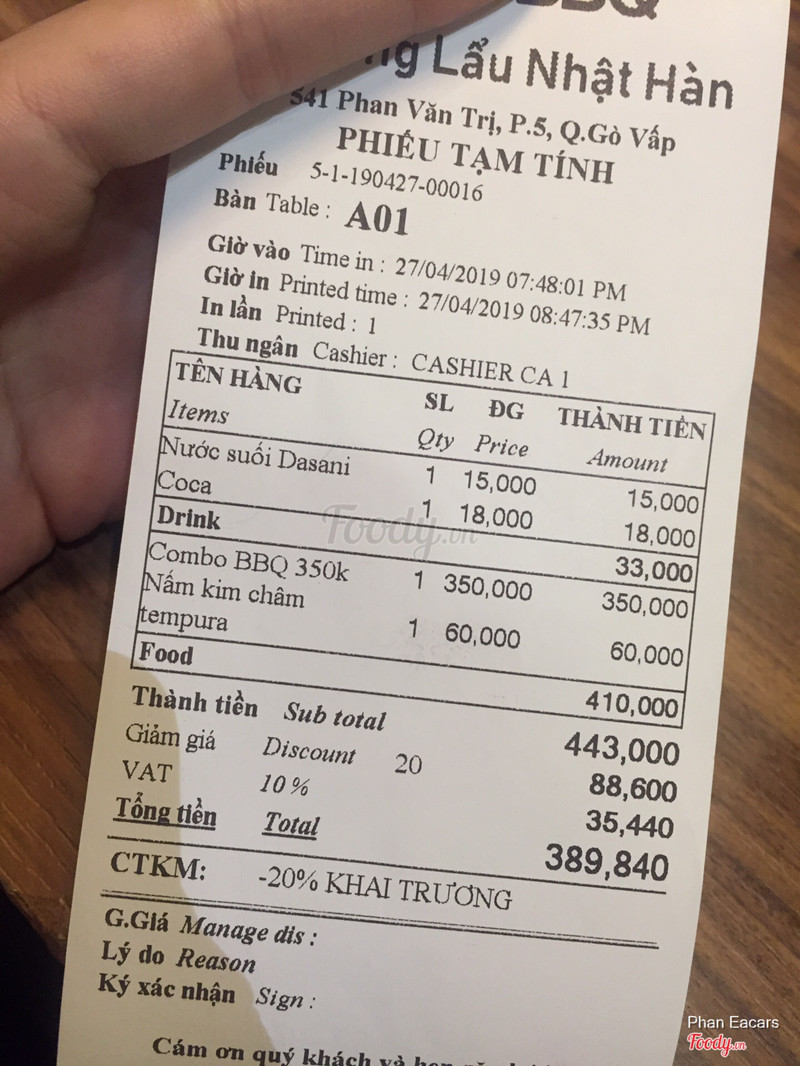 BBQ
ng Lẩu Nhật Hàn
541 Phan Văn Trị, P.5, Q.Gò Vấp
PHIẾU TẠM TÍNH
Phiếu 5-1-190427-00016
Bàn Table : A01
Giờ vào Time in : 27/04/2019 07:48:01 PM
Giờ in Printed time : 27/04/2019 08:47:35 PM
In lần Printed : 1
Thu ngân Cashier : CASHIER CA 1
TÊN HÀNG SL ĐG THÀNH TIỀN
Items Qty Price Amount
Nước suối Dasani 1 15,000 15,000
Coca 1 18,000 18,000
Drink 33,000
Combo BBQ 350k 1 350,000 350,000
Nấm kim châm
tempura 1 60,000 60,000
Food 410,000
Thành tiền Sub total 443,000
Giảm giá Discount 20 88,600
VAT 10 % 35,440
Tổng tiền Total 389,840
CTKM: -20% KHAI TRƯƠNG
G.Giá Manage dis :
Lý do Reason
Ký xác nhận Sign :
Cám ơn quý khách và
Foody.vn
Phan Eacars
Foody.vn